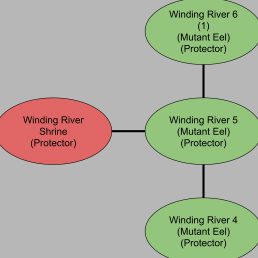 Winding River 6
(1)
(Mutant Eel)
(Protector)
Winding River
Shrine
(Protector)
Winding River 5
(Mutant Eel)
(Protector)
Winding River 4
(Mutant Eel)
(Protector)